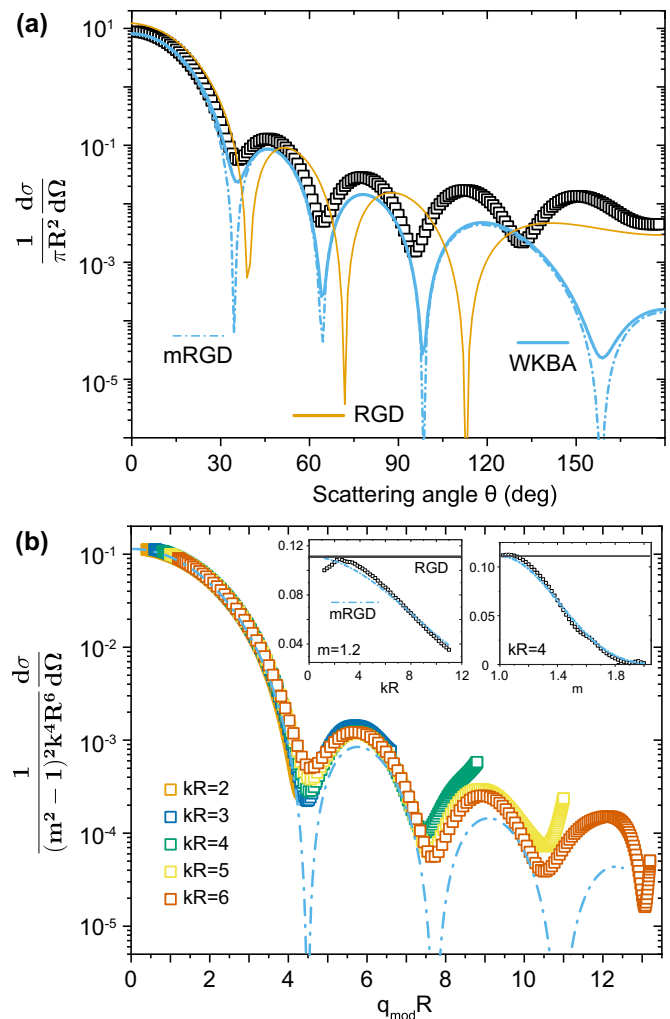 (a)
10¹
10⁻¹
10⁻³
10⁻⁵
1/πR² dσ/dΩ
mRGD
RGD
WKBA
0 30 60 90 120 150
Scattering angle θ (deg)
(b)
10⁻¹
10⁻²
10⁻³
10⁻⁴
10⁻⁵
1/(m² − 1)²k⁴R⁶ dσ/dΩ
0.12
0.08
0.04
RGD
mRGD
m=1.2
0 4 8 12
kR
0.10
0.05
0
kR=4
1.0 1.4 1.8
m
kR=2
kR=3
kR=4
kR=5
kR=6
0 2 4 6 8 10 12
qmodR